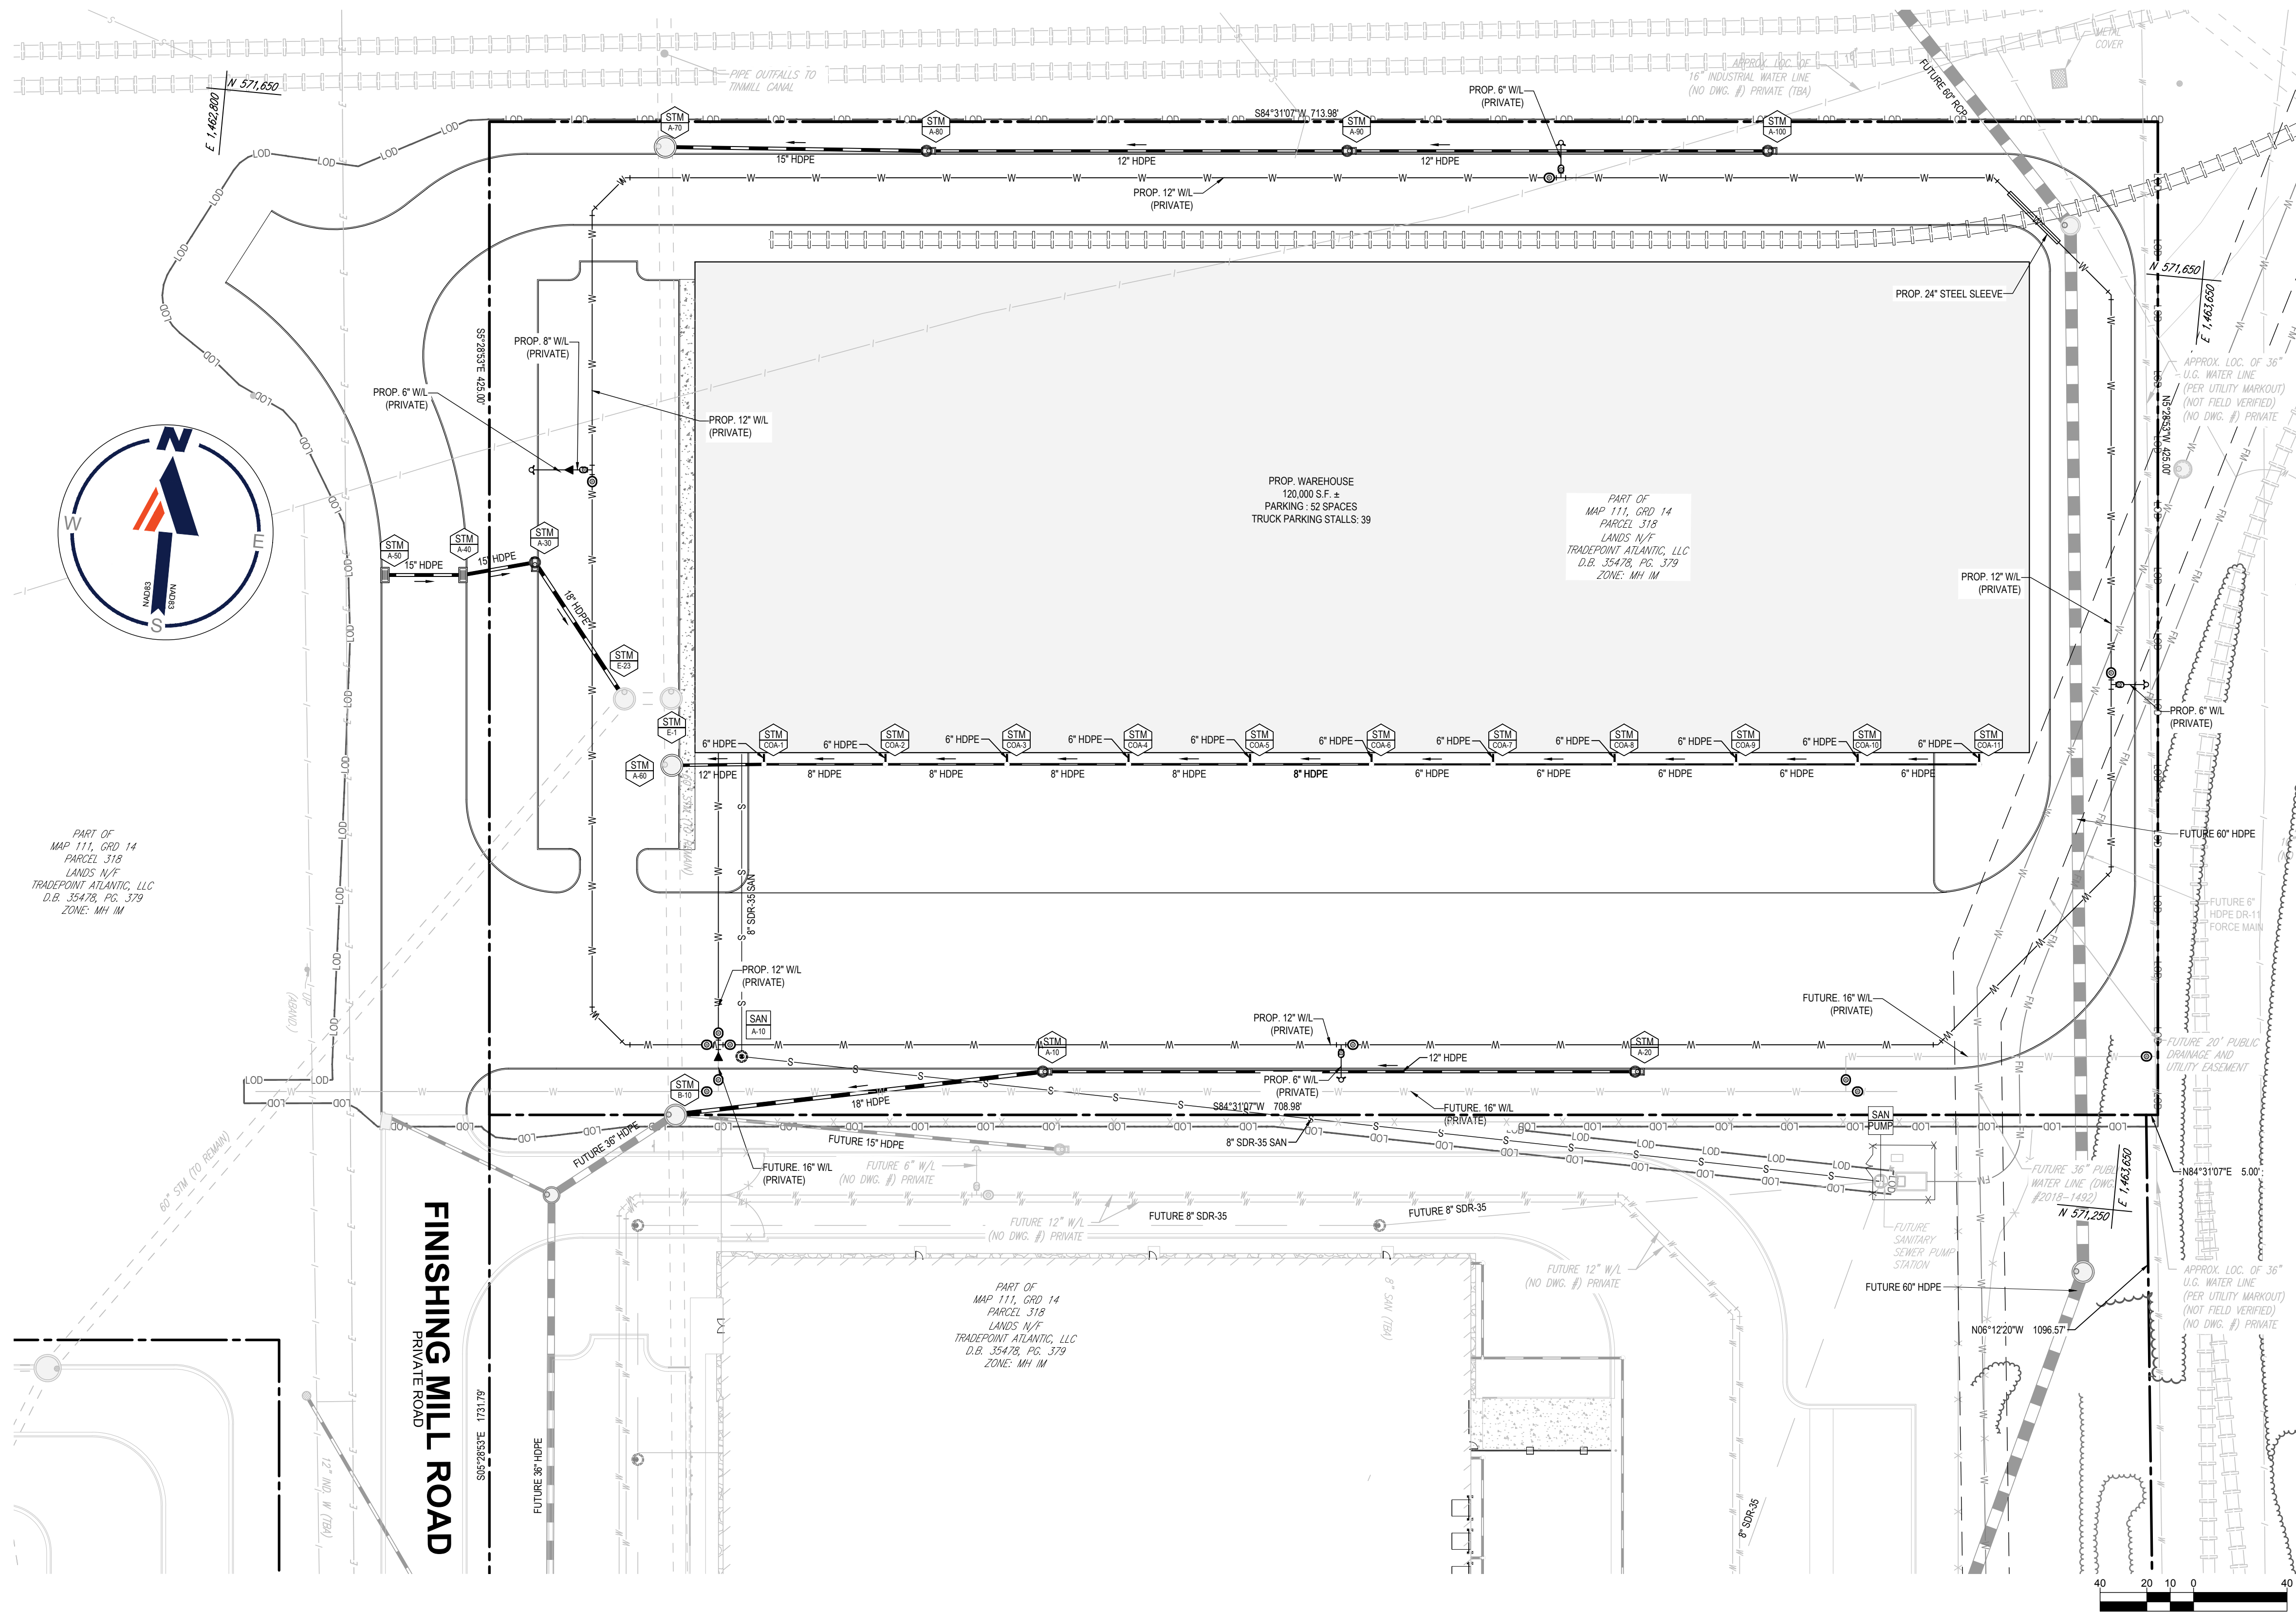 PIPE OUTFALLS TO
TINMILL CANAL
APPROX. LOC. OF
16" INDUSTRIAL WATER LINE
(NO DWG. #) PRIVATE (TBA)
16"
METAL
COVER
FUTURE 60" RCP
N 571,650
E 1,462,800
PROP. 6" W/L
(PRIVATE)
S84°31'07"W 713.98'
STM
A-70
STM
A-80
STM
A-90
STM
A-100
15" HDPE
12" HDPE
12" HDPE
PROP. 12" W/L
(PRIVATE)
N 571,650
E 1,463,650
PROP. 24" STEEL SLEEVE
S5°28'53"E 425.00'
PROP. 8" W/L
(PRIVATE)
PROP. 6" W/L
(PRIVATE)
PROP. 12" W/L
(PRIVATE)
APPROX. LOC. OF 36"
U.G. WATER LINE
(PER UTILITY MARKOUT)
(NOT FIELD VERIFIED)
(NO DWG. #) PRIVATE
N5°28'53"W 425.00'
N
W
E
S
NAD83
NAD83
PROP. WAREHOUSE
120,000 S.F. ±
PARKING : 52 SPACES
TRUCK PARKING STALLS: 39
PART OF
MAP 111, GRD 14
PARCEL 318
LANDS N/F
TRADEPOINT ATLANTIC, LLC
D.B. 35478, PG. 379
ZONE: MH IM
STM
A-50
STM
A-40
STM
A-30
15" HDPE
15" HDPE
18" HDPE
PROP. 12" W/L
(PRIVATE)
STM
E-23
STM
E-1
STM
A-60
PROP. 6" W/L
(PRIVATE)
6" HDPE
STM
COA-1
6" HDPE
STM
COA-2
6" HDPE
STM
COA-3
6" HDPE
STM
COA-4
6" HDPE
STM
COA-5
6" HDPE
STM
COA-6
6" HDPE
STM
COA-7
6" HDPE
STM
COA-8
6" HDPE
STM
COA-9
6" HDPE
STM
COA-10
6" HDPE
STM
COA-11
12" HDPE
8" HDPE
8" HDPE
8" HDPE
8" HDPE
8" HDPE
6" HDPE
6" HDPE
6" HDPE
6" HDPE
6" HDPE
FUTURE 60" HDPE
PART OF
MAP 111, GRD 14
PARCEL 318
LANDS N/F
TRADEPOINT ATLANTIC, LLC
D.B. 35478, PG. 379
ZONE: MH IM
8" SDR-35 SAN
FUTURE 6"
HDPE DR-11
FORCE MAIN
UP
(ABAND.)
PROP. 12" W/L
(PRIVATE)
SAN
A-10
PROP. 12" W/L
(PRIVATE)
FUTURE. 16" W/L
(PRIVATE)
STM
A-10
STM
A-20
12" HDPE
FUTURE 20' PUBLIC
DRAINAGE AND
UTILITY EASEMENT
STM
B-10
18" HDPE
PROP. 6" W/L
(PRIVATE)
S84°31'07"W 708.98'
FUTURE. 16" W/L
(PRIVATE)
SAN
PUMP
60" STM (TO REMAIN)
FUTURE 36" HDPE
FUTURE 15" HDPE
8" SDR-35 SAN
FUTURE. 16" W/L
(PRIVATE)
FUTURE 6" W/L
(NO DWG. #) PRIVATE
FUTURE 36" PUBL
WATER LINE (DWG.
#2018-1492)
N84°31'07"E 5.00'
E 1,463,650
N 571,250
FUTURE 12" W/L
(NO DWG. #) PRIVATE
FUTURE 8" SDR-35
FUTURE 8" SDR-35
FUTURE
SANITARY
SEWER PUMP
STATION
FUTURE 12" W/L
(NO DWG. #) PRIVATE
FUTURE 60" HDPE
APPROX. LOC. OF 36"
U.G. WATER LINE
(PER UTILITY MARKOUT)
(NOT FIELD VERIFIED)
(NO DWG. #) PRIVATE
N06°12'20"W 1096.57'
PART OF
MAP 111, GRD 14
PARCEL 318
LANDS N/F
TRADEPOINT ATLANTIC, LLC
D.B. 35478, PG. 379
ZONE: MH IM
8" SAN (TBA)
FINISHING MILL ROAD
PRIVATE ROAD
S05°28'53"E 1731.79'
FUTURE 36" HDPE
12" IND. W (TBA)
8" SDR-35
40 20 10 0 40